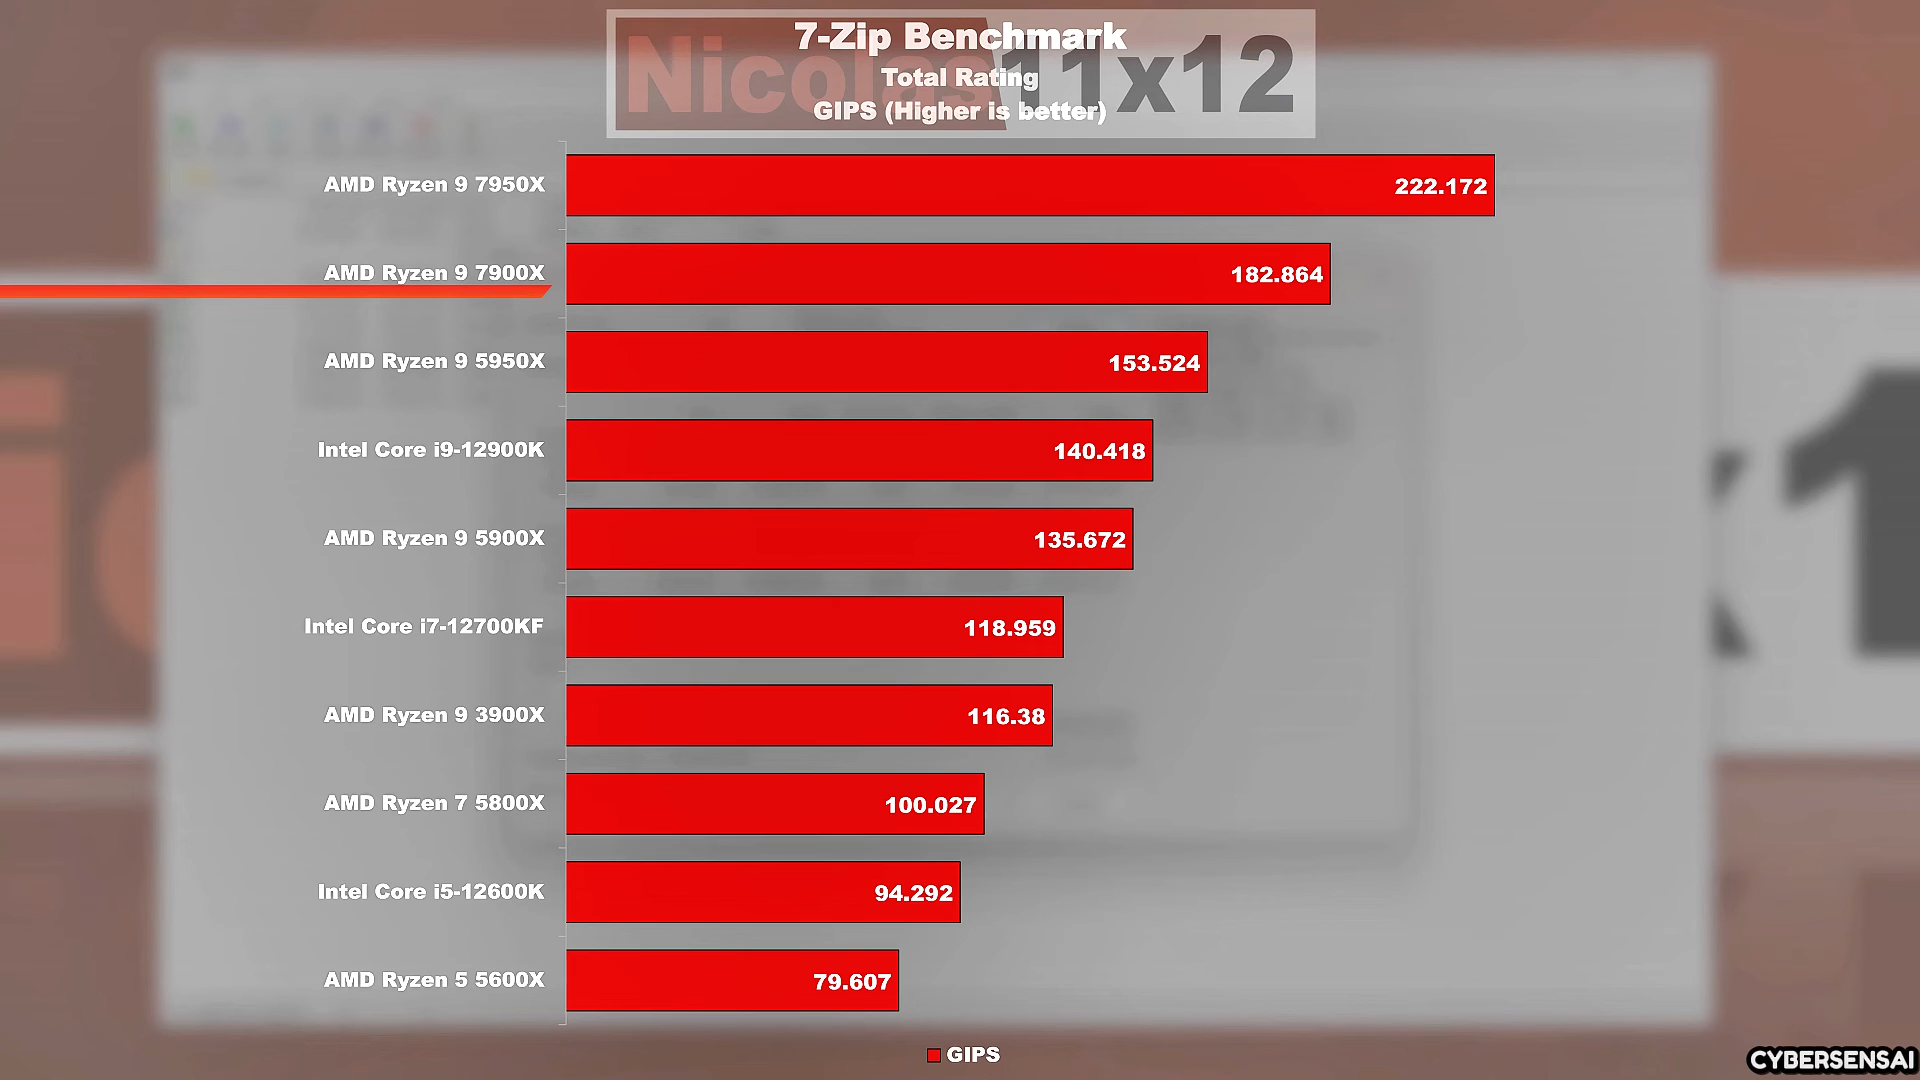 7-Zip Benchmark
Nicolas11x12
Total Rating
GIPS (Higher is better)
AMD Ryzen 9 7950X 222.172
AMD Ryzen 9 7900X 182.864
AMD Ryzen 9 5950X 153.524
Intel Core i9-12900K 140.418
AMD Ryzen 9 5900X 135.672
Intel Core i7-12700KF 118.959
AMD Ryzen 9 3900X 116.38
AMD Ryzen 7 5800X 100.027
Intel Core i5-12600K 94.292
AMD Ryzen 5 5600X 79.607
GIPS
CYBERSENSAI